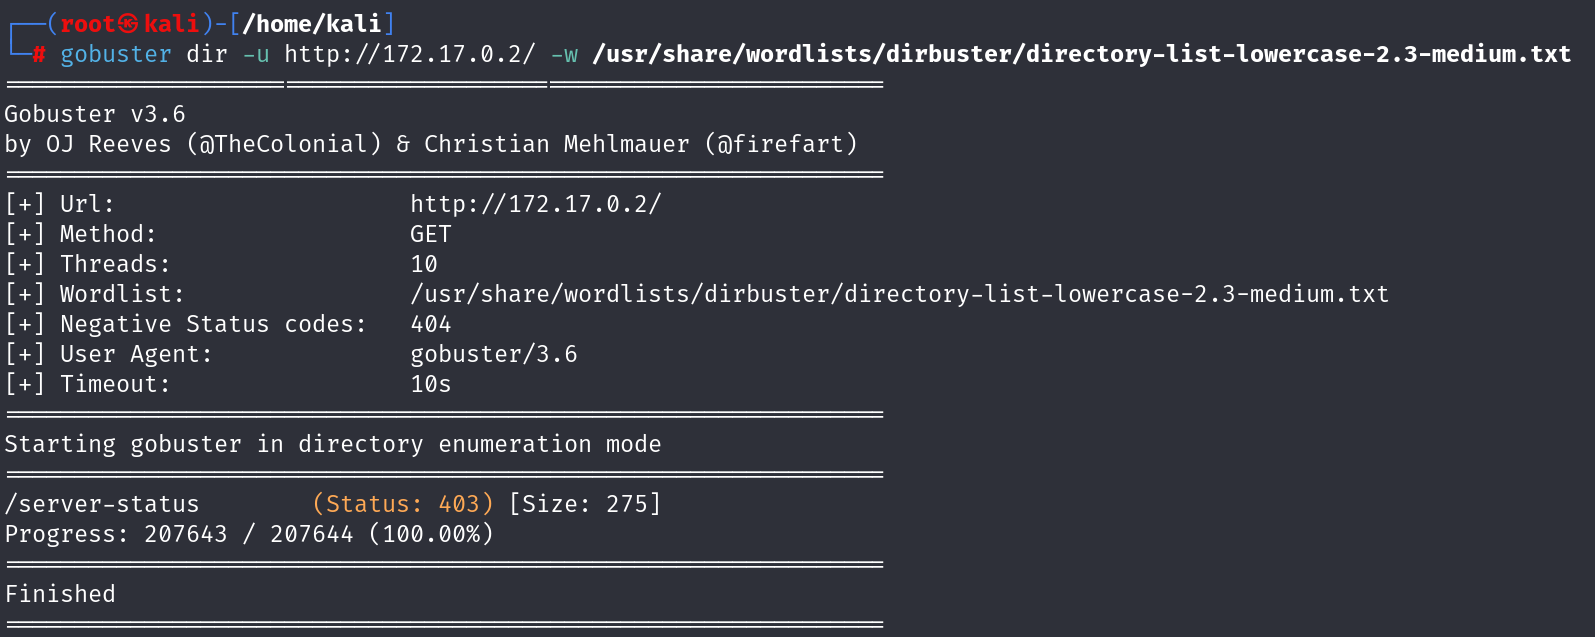 ┌──(root㉿kali)-[/home/kali]
└─# gobuster dir -u http://172.17.0.2/ -w /usr/share/wordlists/dirbuster/directory-list-lowercase-2.3-medium.txt
===============================================================
Gobuster v3.6
by OJ Reeves (@TheColonial) & Christian Mehlmauer (@firefart)
===============================================================
[+] Url:                     http://172.17.0.2/
[+] Method:                  GET
[+] Threads:                 10
[+] Wordlist:                /usr/share/wordlists/dirbuster/directory-list-lowercase-2.3-medium.txt
[+] Negative Status codes:   404
[+] User Agent:              gobuster/3.6
[+] Timeout:                 10s
===============================================================
Starting gobuster in directory enumeration mode
===============================================================
/server-status        (Status: 403) [Size: 275]
Progress: 207643 / 207644 (100.00%)
===============================================================
Finished
===============================================================